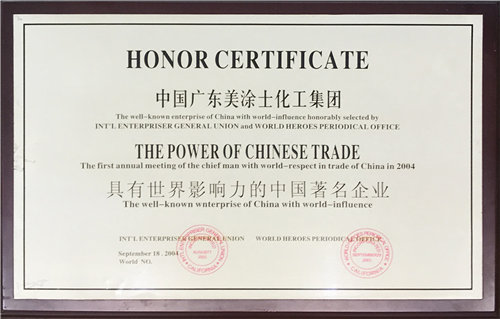 HONOR CERTIFICATE
中国广东美涂士化工集团
The well-known enterprise of China with world-influence honorably selected by
INT'L ENTERPRISER GENERAL UNION and WORLD HEROES PERIODICAL OFFICE
THE POWER OF CHINESE TRADE
The first annual meeting of the chief man with world-respect in trade of China in 2004
具有世界影响力的中国著名企业
The well-known wnterprise of China with world-influence
INT'L ENTERPRISER GENERAL UNION WORLD HEROES PERIODICAL OFFICE
September 18, 2004
World NO.
CALIFORNIA
CALIFORNIA